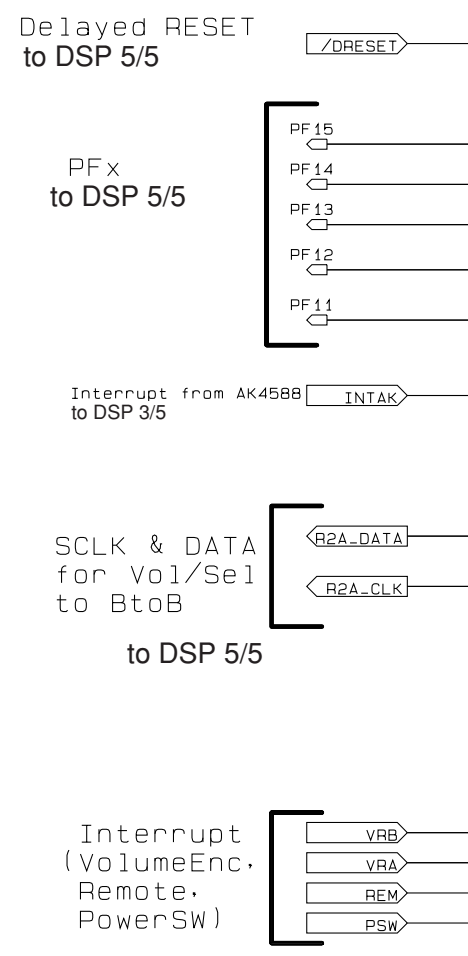 Delayed RESET
to DSP 5/5
/DRESET
PF15
PF14
PFx
to DSP 5/5
PF13
PF12
PF11
Interrupt from AK4588
to DSP 3/5
INTAK
SCLK & DATA
for Vol/Sel
to BtoB
to DSP 5/5
R2A_DATA
R2A_CLK
Interrupt
(VolumeEnc,
Remote,
PowerSW)
VRB
VRA
REM
PSW